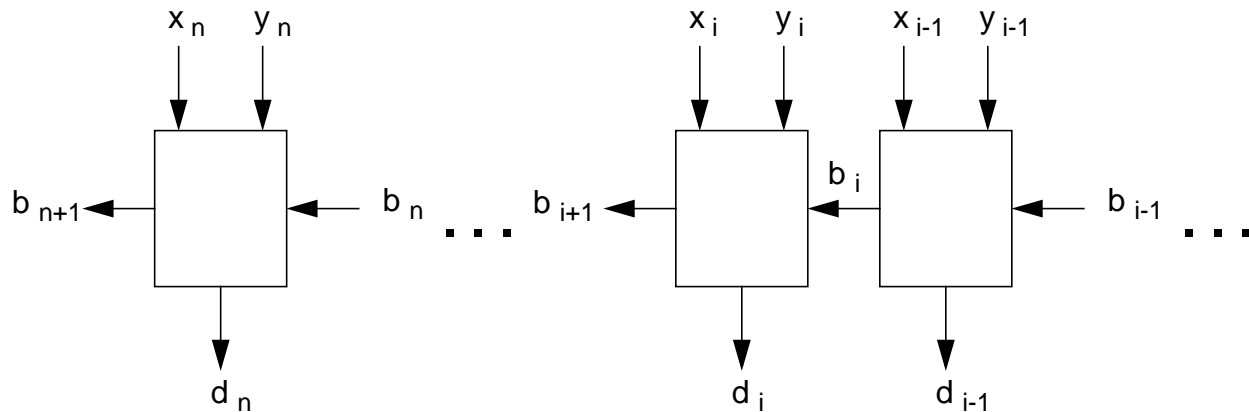 x n y n x i y i x i-1 y i-1
b n+1 b n . . . b i+1 b i b i-1 . . .
d n d i d i-1